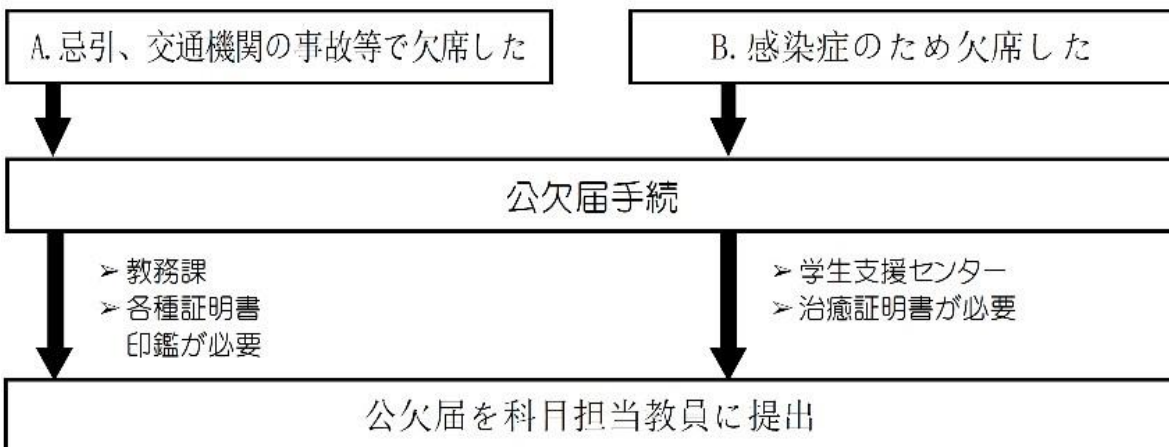 A. 忌引、交通機関の事故等で欠席した
B. 感染症のため欠席した
公欠届手続
➢ 教務課
➢ 各種証明書
印鑑が必要
➢ 学生支援センター
➢ 治癒証明書が必要
公欠届を科目担当教員に提出